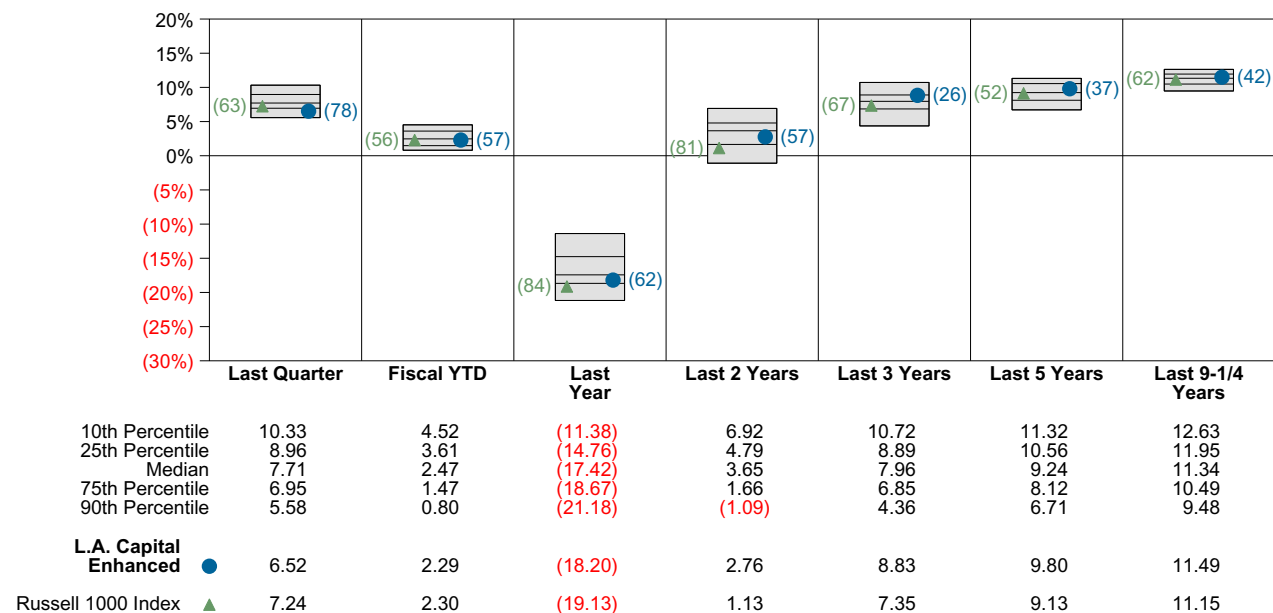 20%
15%
10%
5%
0%
(5%)
(10%)
(15%)
(20%)
(25%)
(30%)
(63) (78)
(56) (57)
(84) (62)
(81) (57)
(67) (26)
(52) (37)
(62) (42)
Last Quarter Fiscal YTD Last Year Last 2 Years Last 3 Years Last 5 Years Last 9-1/4 Years
10th Percentile 10.33 4.52 (11.38) 6.92 10.72 11.32 12.63
25th Percentile 8.96 3.61 (14.76) 4.79 8.89 10.56 11.95
Median 7.71 2.47 (17.42) 3.65 7.96 9.24 11.34
75th Percentile 6.95 1.47 (18.67) 1.66 6.85 8.12 10.49
90th Percentile 5.58 0.80 (21.18) (1.09) 4.36 6.71 9.48
L.A. Capital
Enhanced 6.52 2.29 (18.20) 2.76 8.83 9.80 11.49
Russell 1000 Index 7.24 2.30 (19.13) 1.13 7.35 9.13 11.15